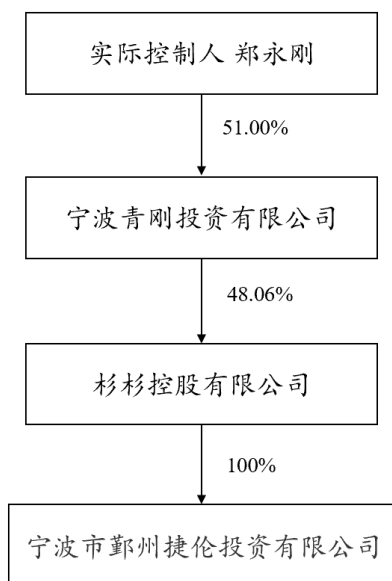 实际控制人 郑永刚
51.00%
宁波青刚投资有限公司
48.06%
杉杉控股有限公司
100%
宁波市鄞州捷伦投资有限公司